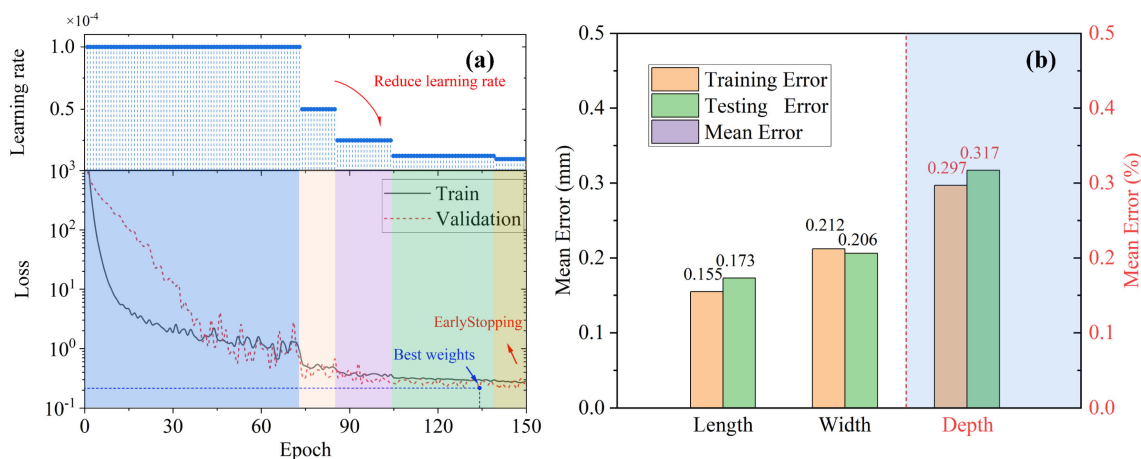 ×10⁻⁴
(a)
Learning rate
1.0
0.5
Reduce learning rate
10³
10¹
10⁰
10⁻¹
Loss
Train
Validation
EarlyStopping
Best weights
0 30 60 90 120 150
Epoch
(b)
Mean Error (mm)
0.5
0.4
0.3
0.2
0.1
0.0
Training Error
Testing Error
Mean Error
0.155
0.173
0.212
0.206
0.297
0.317
Length Width Depth
0.5
0.4
0.3
0.2
0.1
0.0
Mean Error (%)